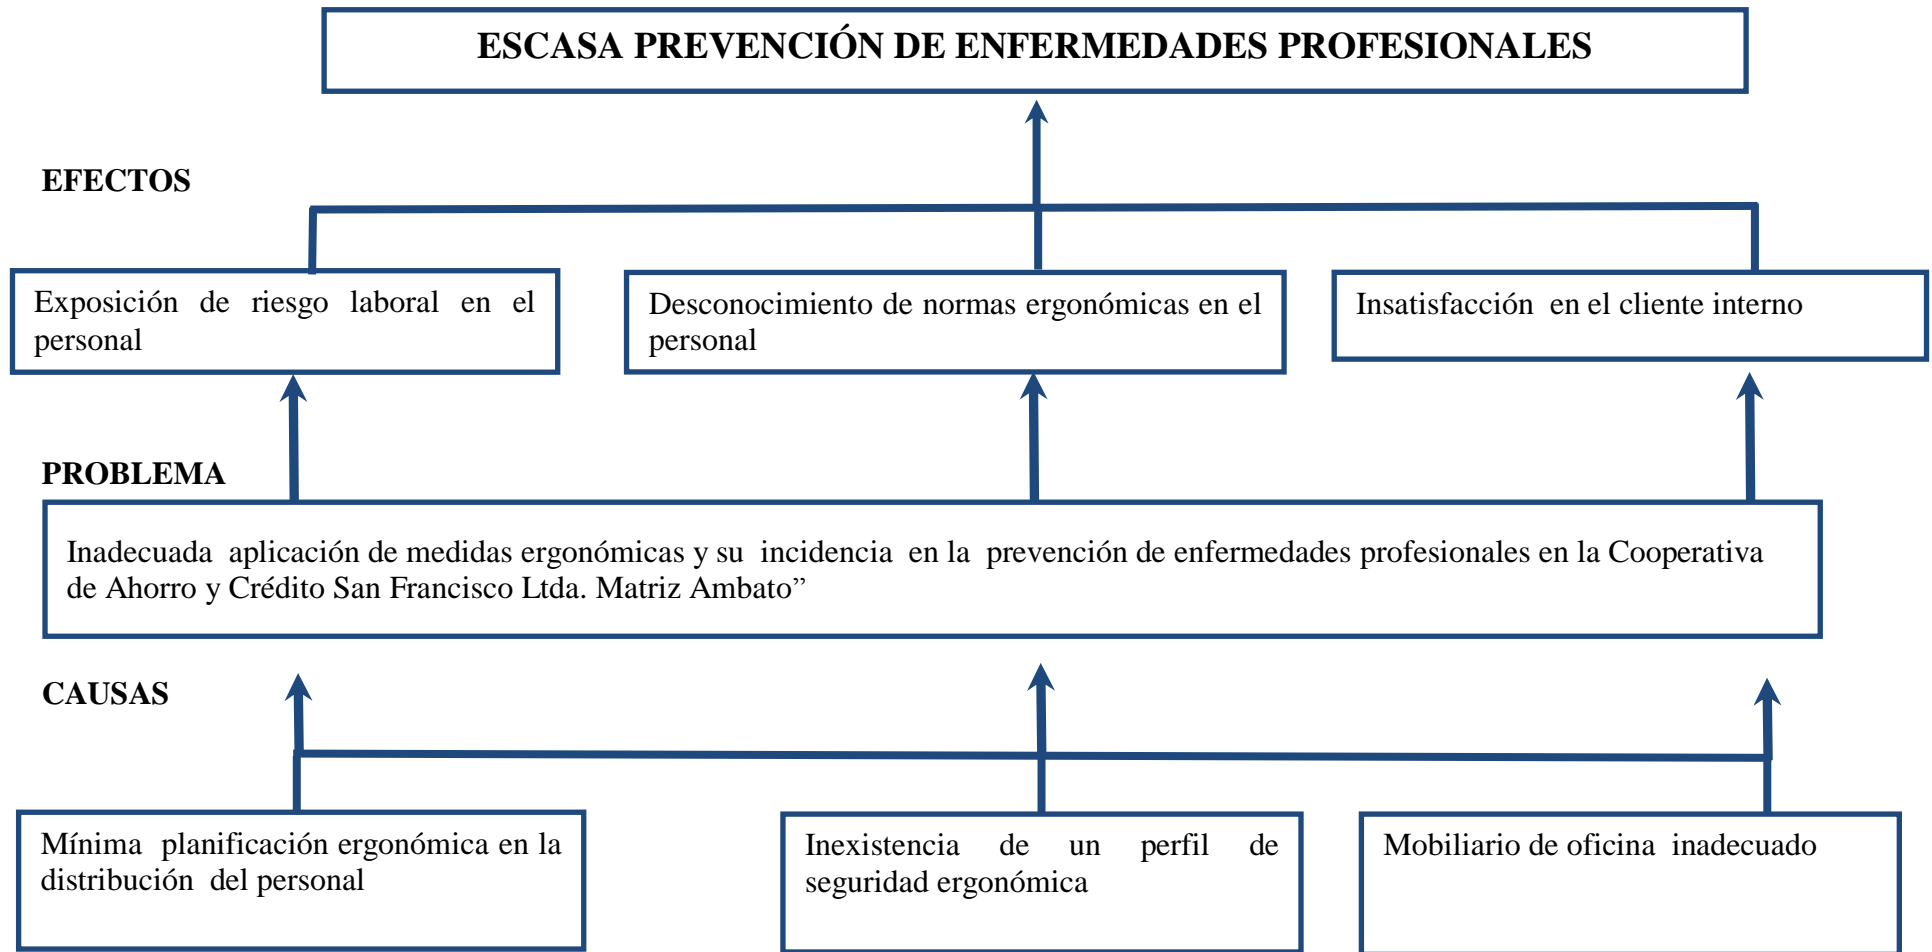 ESCASA PREVENCIÓN DE ENFERMEDADES PROFESIONALES
EFECTOS
Exposición de riesgo laboral en el
personal
Desconocimiento de normas ergonómicas en el
personal
Insatisfacción en el cliente interno
PROBLEMA
Inadecuada aplicación de medidas ergonómicas y su incidencia en la prevención de enfermedades profesionales en la Cooperativa
de Ahorro y Crédito San Francisco Ltda. Matriz Ambato”
CAUSAS
Mínima planificación ergonómica en la
distribución del personal
Inexistencia de un perfil de
seguridad ergonómica
Mobiliario de oficina inadecuado